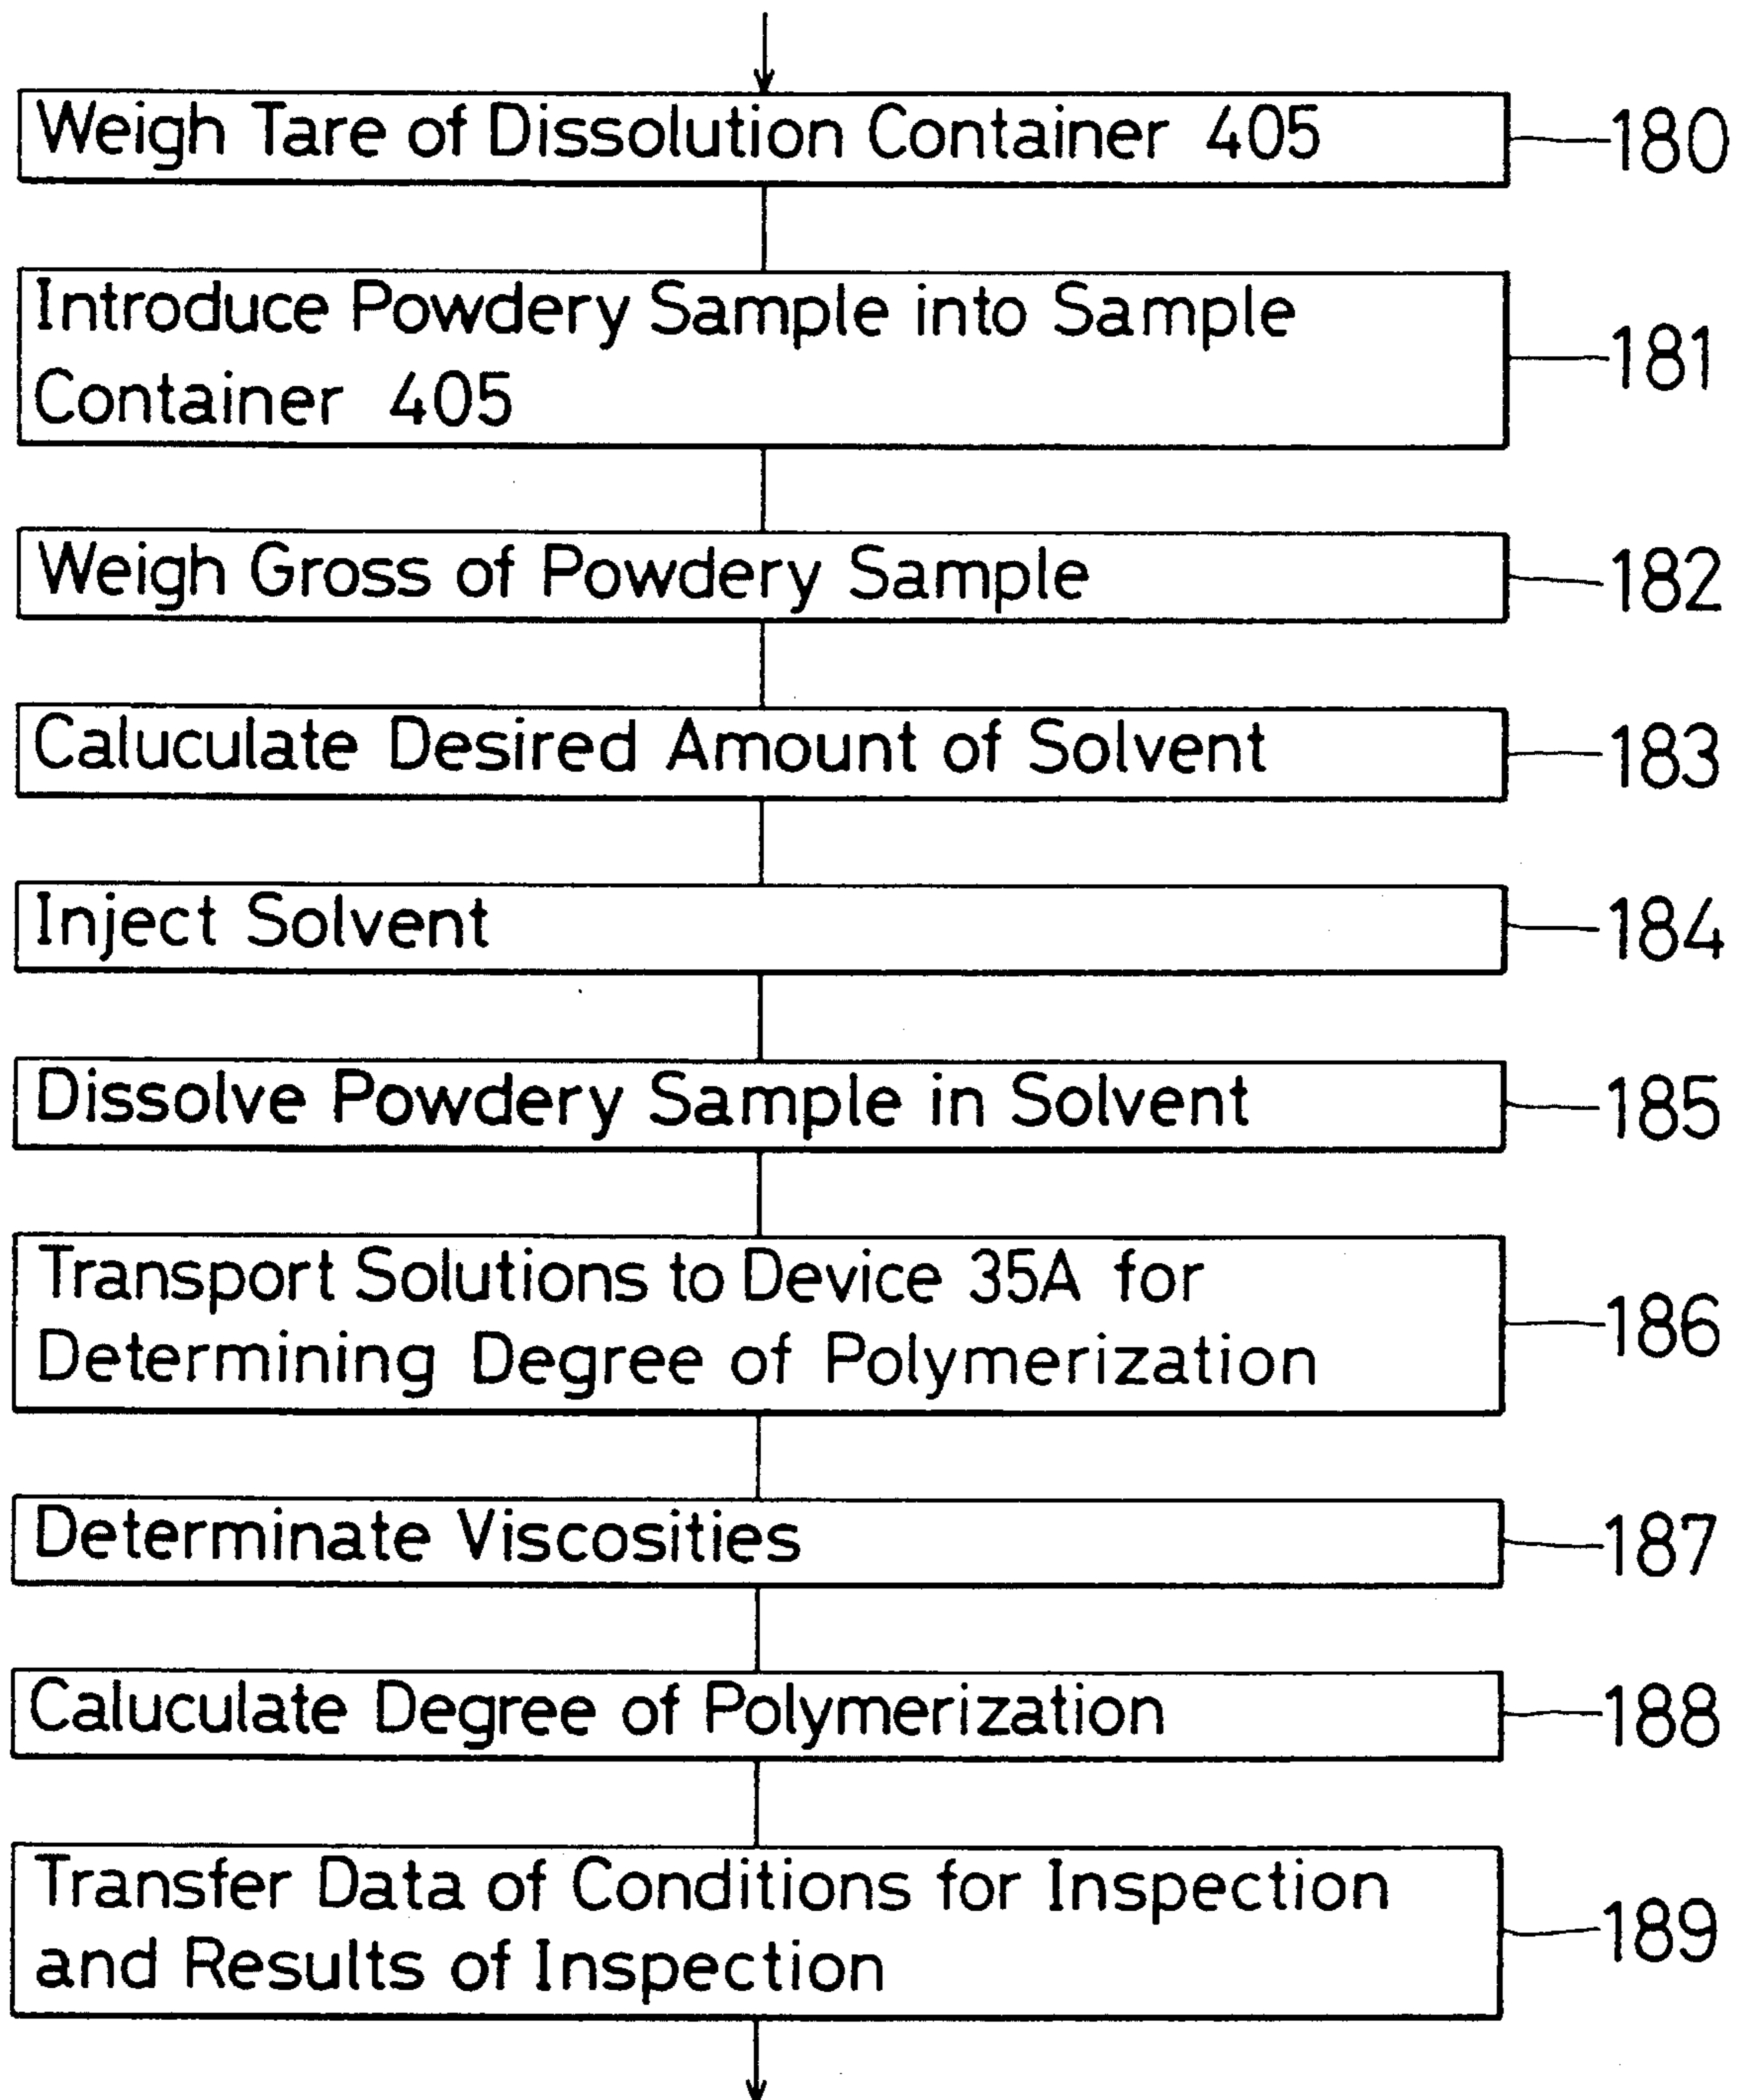 Weigh Tare of Dissolution Container 405
180
Introduce Powdery Sample into Sample
Container 405
181
Weigh Gross of Powdery Sample
182
Caluculate Desired Amount of Solvent
183
Inject Solvent
184
Dissolve Powdery Sample in Solvent
185
Transport Solutions to Device 35A for
Determining Degree of Polymerization
186
Determinate Viscosities
187
Caluculate Degree of Polymerization
188
Transfer Data of Conditions for Inspection
and Results of Inspection
189